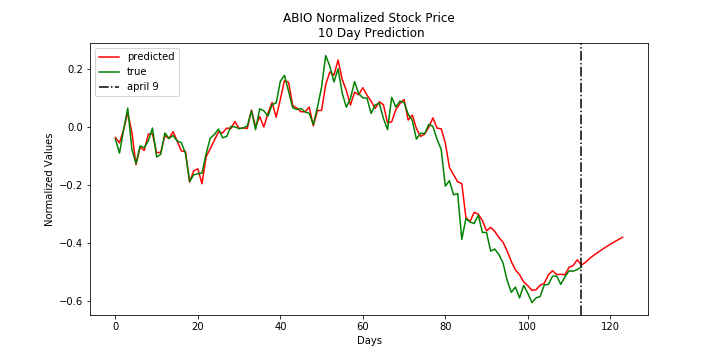 ABIO Normalized Stock Price
10 Day Prediction
predicted
true
april 9
Normalized Values
0.2
0.0
−0.2
−0.4
−0.6
0
20
40
60
80
100
120
Days